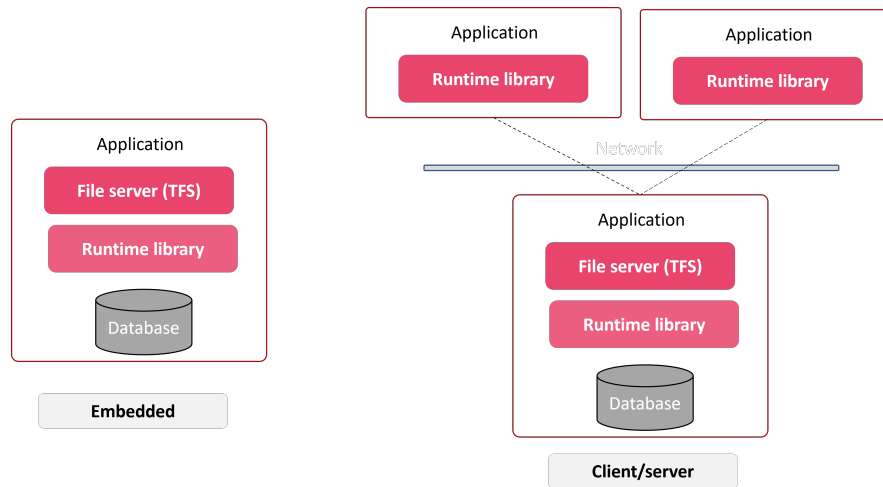 Application
File server (TFS)
Runtime library
Database
Embedded
Application
Runtime library
Application
Runtime library
Network
Application
File server (TFS)
Runtime library
Database
Client/server